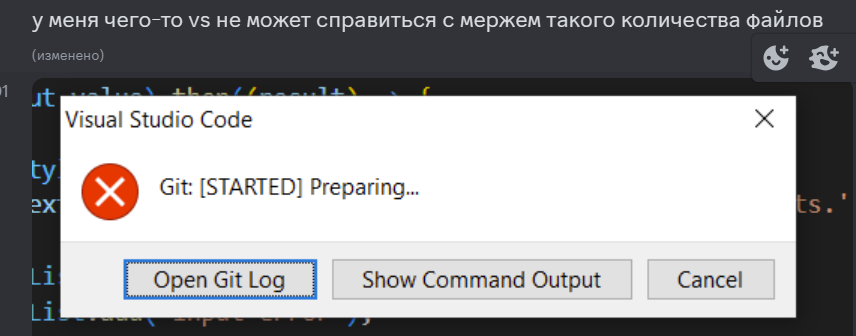 у меня чего-то vs не может справиться с мержем такого количества файлов
(изменено)
Visual Studio Code
Git: [STARTED] Preparing...
Open Git Log
Show Command Output
Cancel